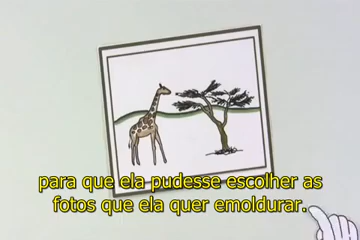 para que ela pudesse escolher as
fotos que ela quer emoldurar.